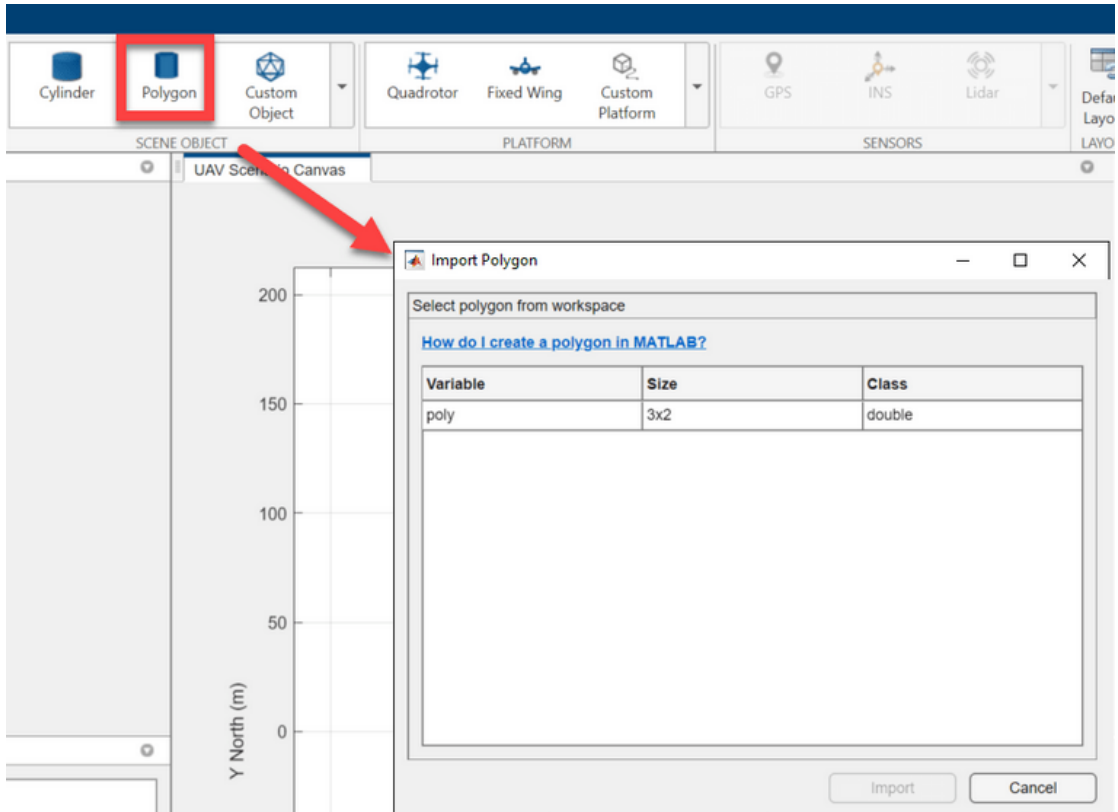 Cylinder
Polygon
Custom
Object
Quadrotor
Fixed Wing
Custom
Platform
GPS
INS
Lidar
SCENE OBJECT
PLATFORM
SENSORS
UAV Scen Canvas
Import Polygon
Select polygon from workspace
How do I create a polygon in MATLAB?
Variable Size Class
poly 3x2 double
200
150
100
50
0
Y North (m)
Import Cancel